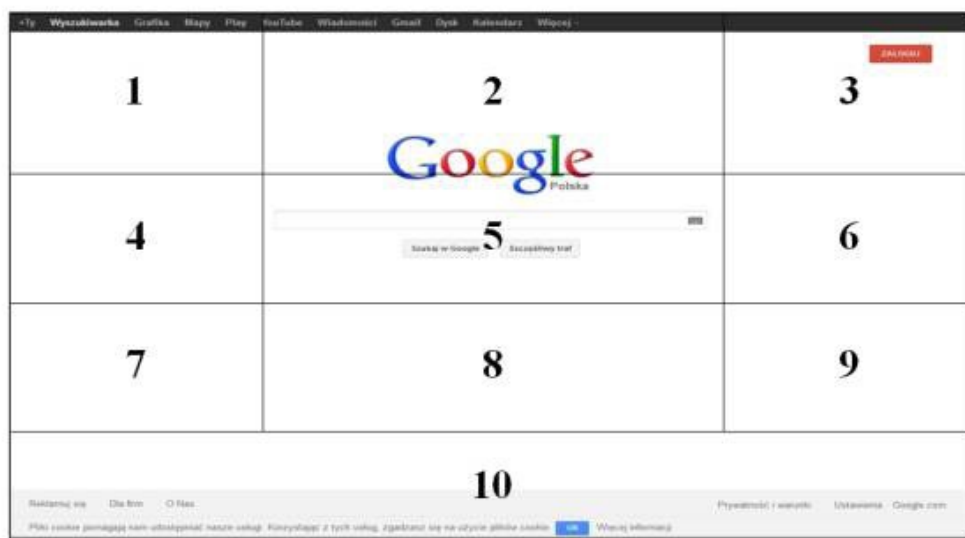 +Ty Wyszukiwarka Grafika Mapy Play YouTube Wiadomości Gmail Dysk Kalendarz Więcej
ZALOGUJ
1 2 3
Google
Polska
4 5 6
Szukaj w Google Szczęśliwy traf
7 8 9
10
Reklamuj się Dla firm O Nas Prywatność i warunki Ustawienia Google.com
Pliki cookie pomagają nam udostępniać nasze usługi. Korzystając z tych usług, zgadzasz się na użycie plików cookie. OK Więcej informacji